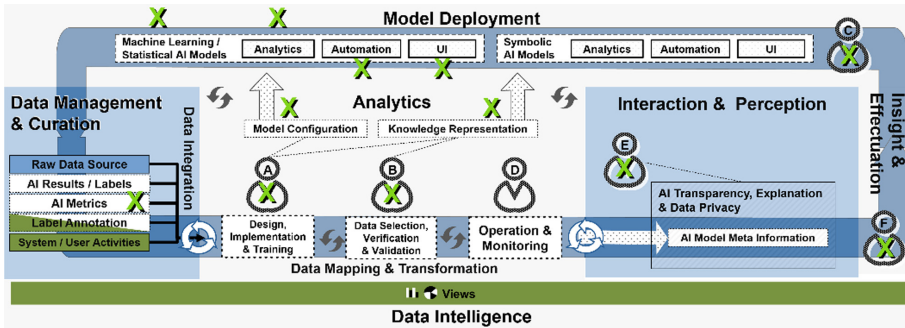 Model Deployment
Machine Learning /
Statistical AI Models
Analytics
Automation
UI
Symbolic
AI Models
Analytics
Automation
UI
C
Data Management
& Curation
Data Integration
Analytics
Model Configuration
Knowledge Representation
Interaction & Perception
Insight &
Effectuation
Raw Data Source
AI Results / Labels
AI Metrics
Label Annotation
System / User Activities
A
B
D
E
F
Design,
Implementation
& Training
Data Selection,
Verification
& Validation
Operation &
Monitoring
AI Transparency, Explanation
& Data Privacy
AI Model Meta Information
Data Mapping & Transformation
Views
Data Intelligence